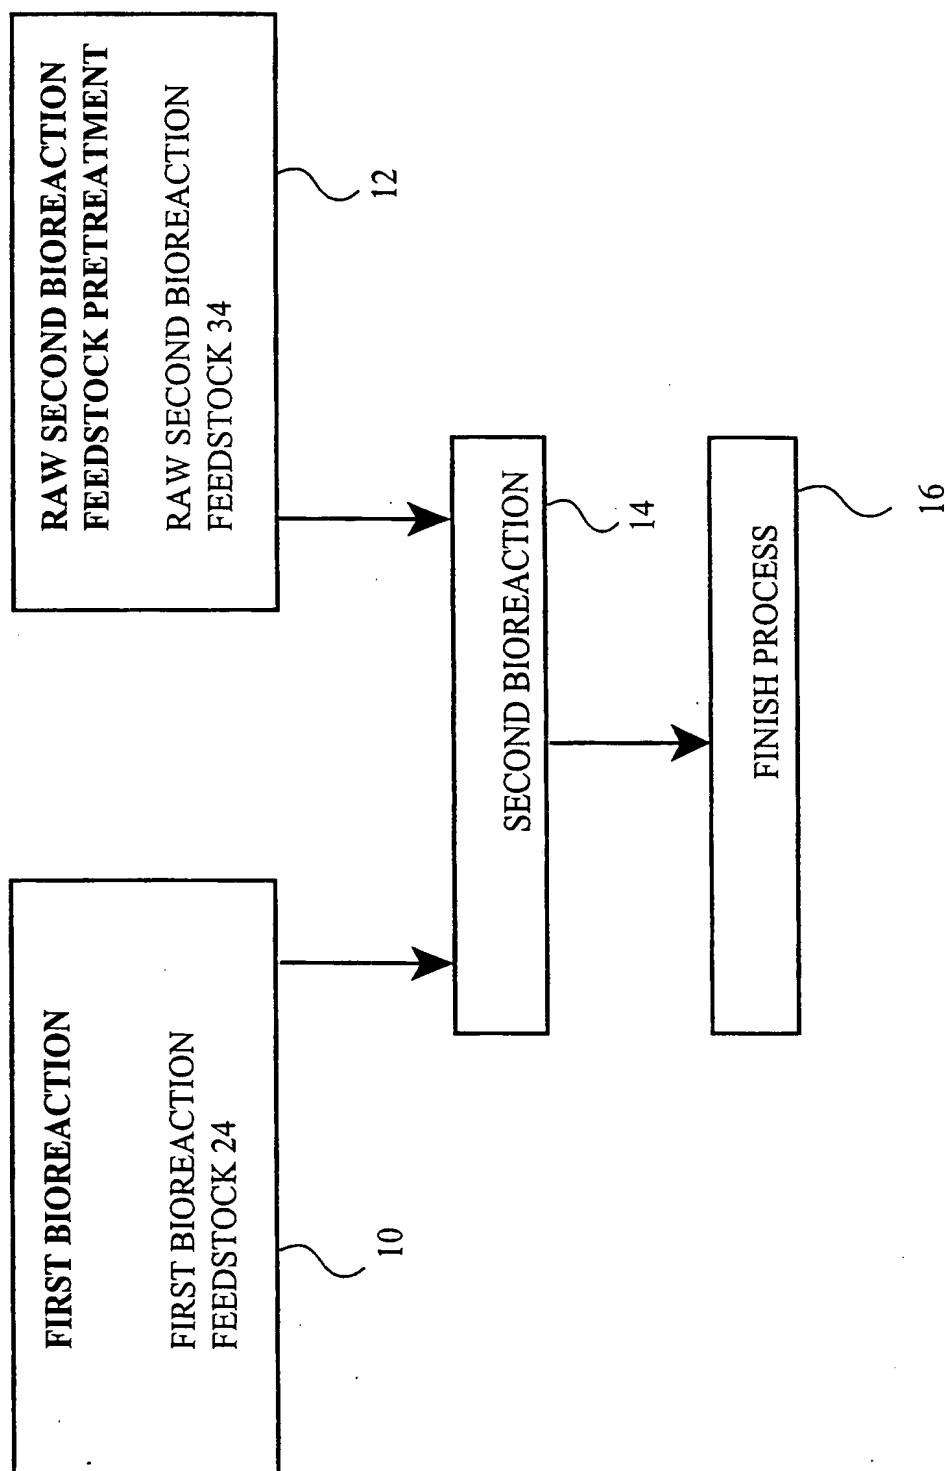 FIRST BIOREACTION
FIRST BIOREACTION
FEEDSTOCK 24
10
RAW SECOND BIOREACTION
FEEDSTOCK PRETREATMENT
RAW SECOND BIOREACTION
FEEDSTOCK 34
12
SECOND BIOREACTION
14
FINISH PROCESS
16